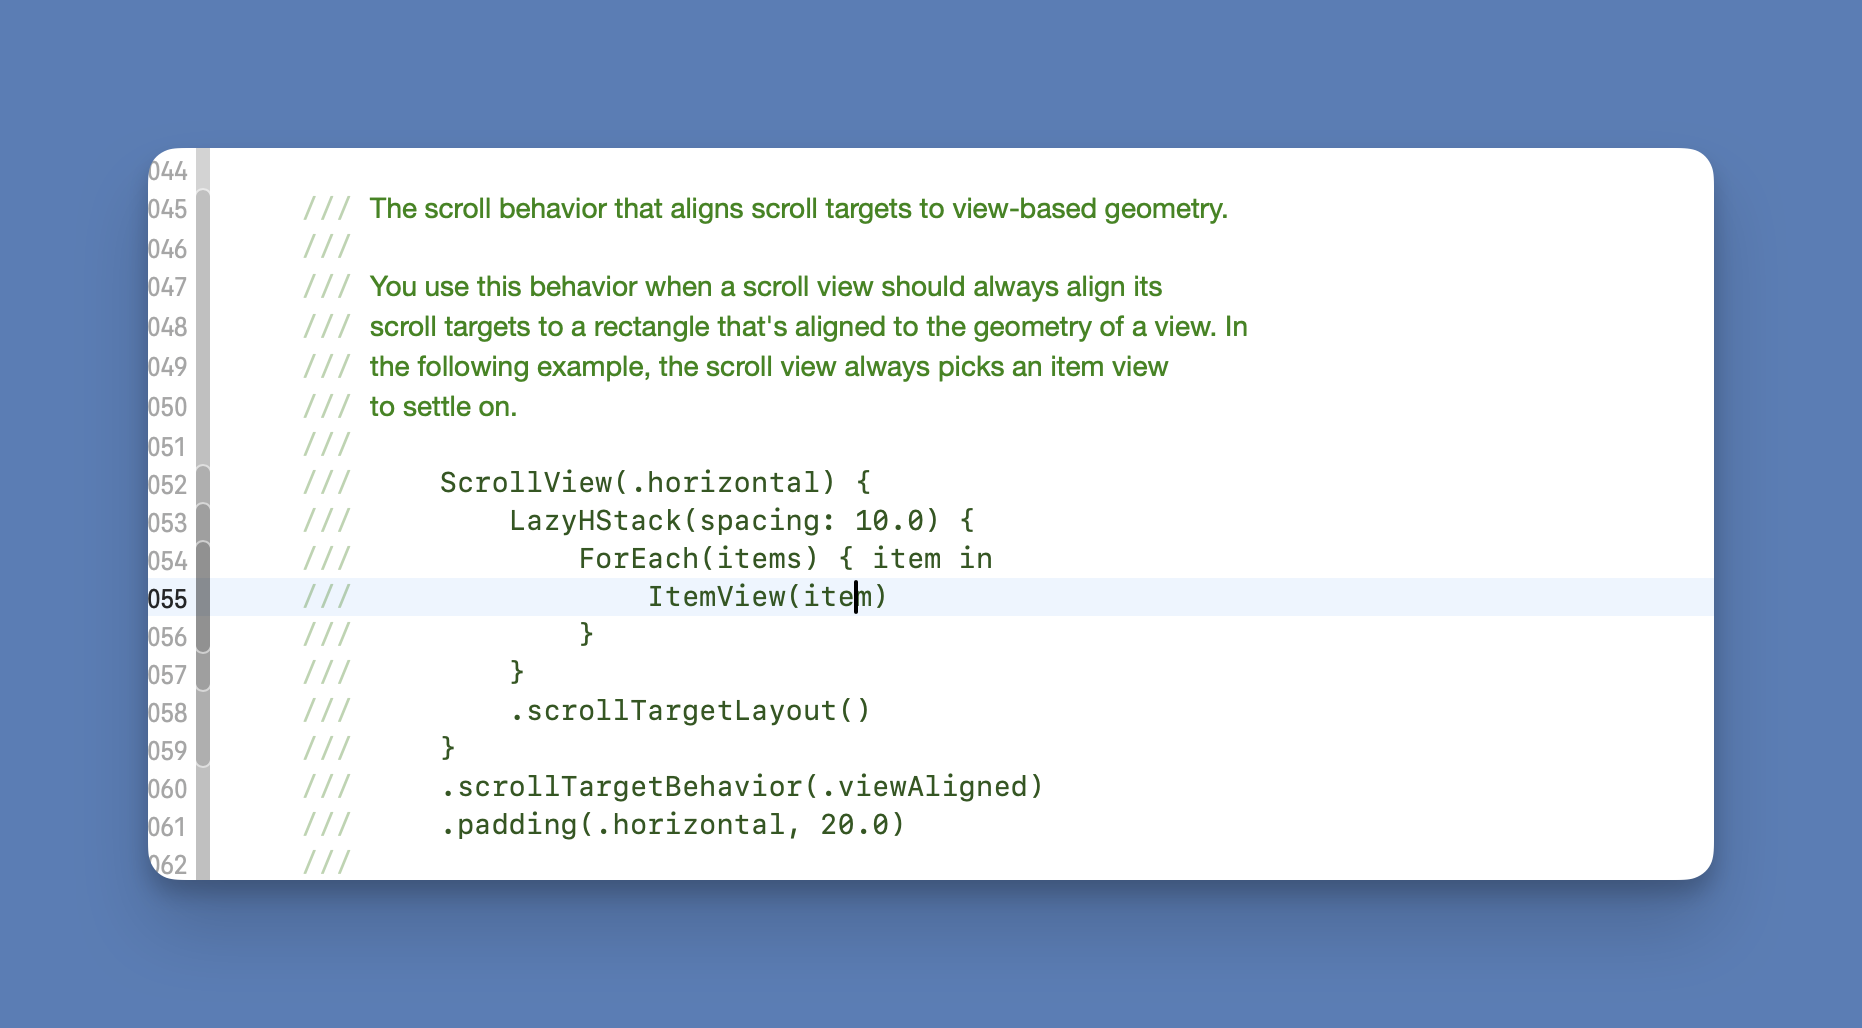 044
045 /// The scroll behavior that aligns scroll targets to view-based geometry.
046 ///
047 /// You use this behavior when a scroll view should always align its
048 /// scroll targets to a rectangle that's aligned to the geometry of a view. In
049 /// the following example, the scroll view always picks an item view
050 /// to settle on.
051 ///
052 ///     ScrollView(.horizontal) {
053 ///         LazyHStack(spacing: 10.0) {
054 ///             ForEach(items) { item in
055 ///                 ItemView(item)
056 ///             }
057 ///         }
058 ///         .scrollTargetLayout()
059 ///     }
060 ///     .scrollTargetBehavior(.viewAligned)
061 ///     .padding(.horizontal, 20.0)
062 ///